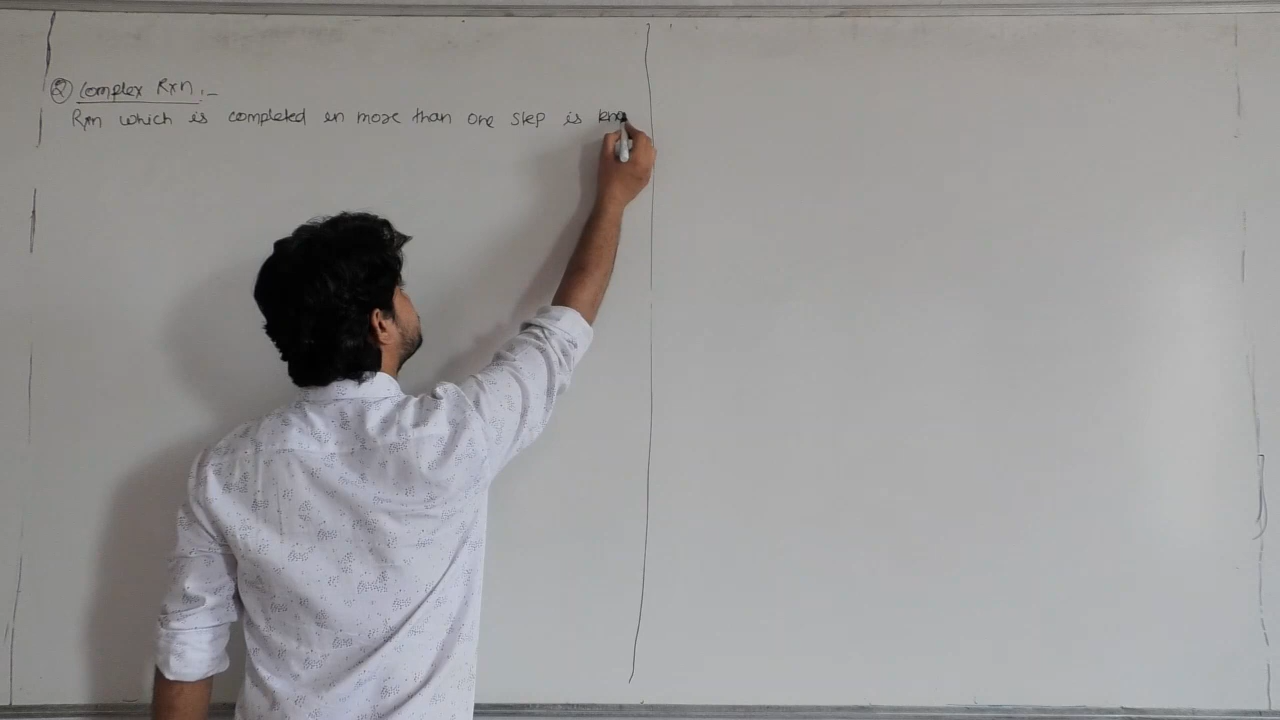 ② Complex Rxn :-
Rxn which is completed in more than one step is kno